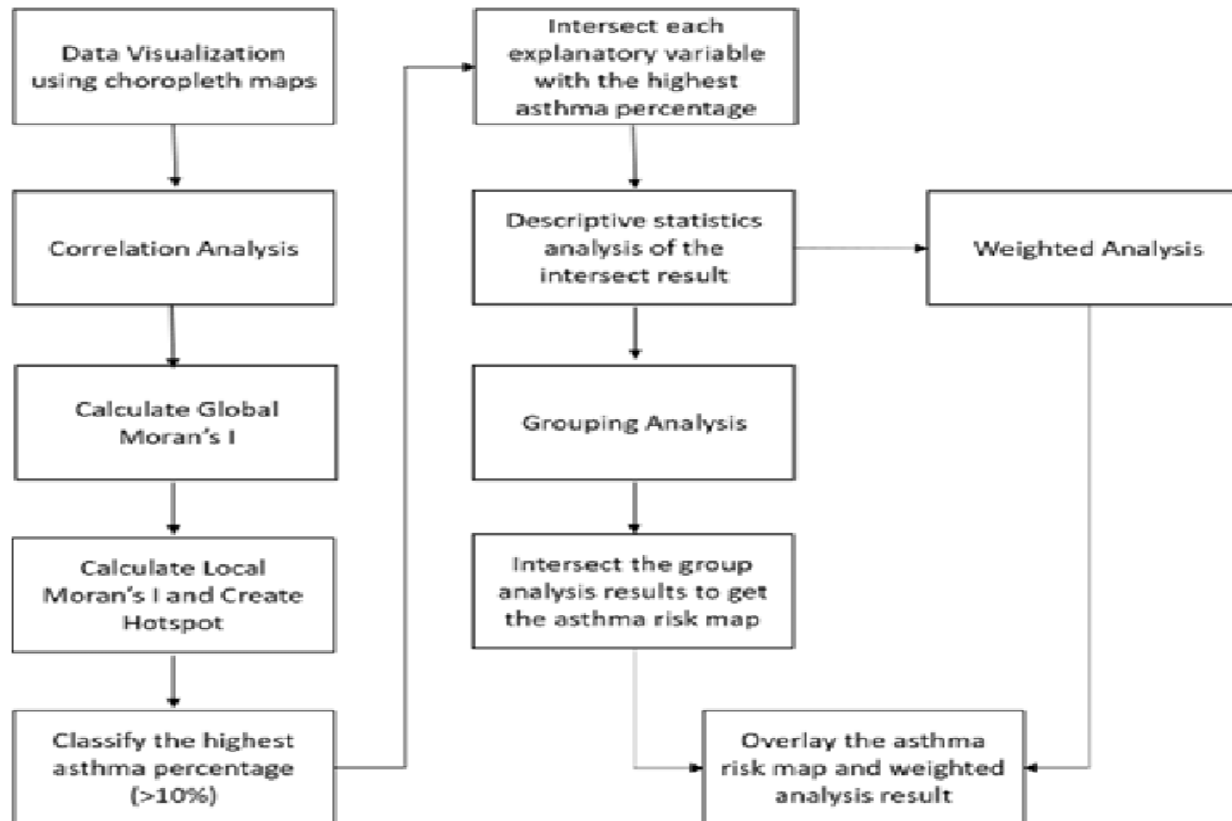 Data Visualization
using choropleth maps
Correlation Analysis
Calculate Global
Moran's I
Calculate Local
Moran's I and Create
Hotspot
Classify the highest
asthma percentage
(>10%)
Intersect each
explanatory variable
with the highest
asthma percentage
Descriptive statistics
analysis of the
intersect result
Grouping Analysis
Intersect the group
analysis results to get
the asthma risk map
Weighted Analysis
Overlay the asthma
risk map and weighted
analysis result